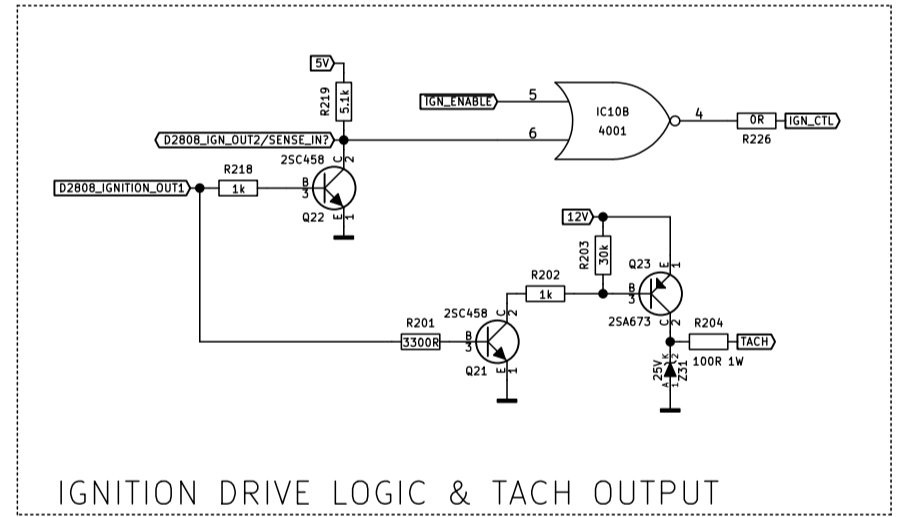 5V
R219
5.1k
IGN_ENABLE
5
IC10B
4001
4
0R
IGN_CTL
R226
D2808_IGN_OUT2/SENSE_IN?
6
2SC458
C
2
R218
D2808_IGNITION_OUT1
1k
B
3
Q22
E
1
12V
R203
30k
Q23
E
1
R202
1k
B
3
2SA673
C
2
R204
TACH
100R 1W
25V
Z31
K
2
A
1
R201
3300R
2SC458
C
2
B
3
Q21
E
1
IGNITION DRIVE LOGIC & TACH OUTPUT